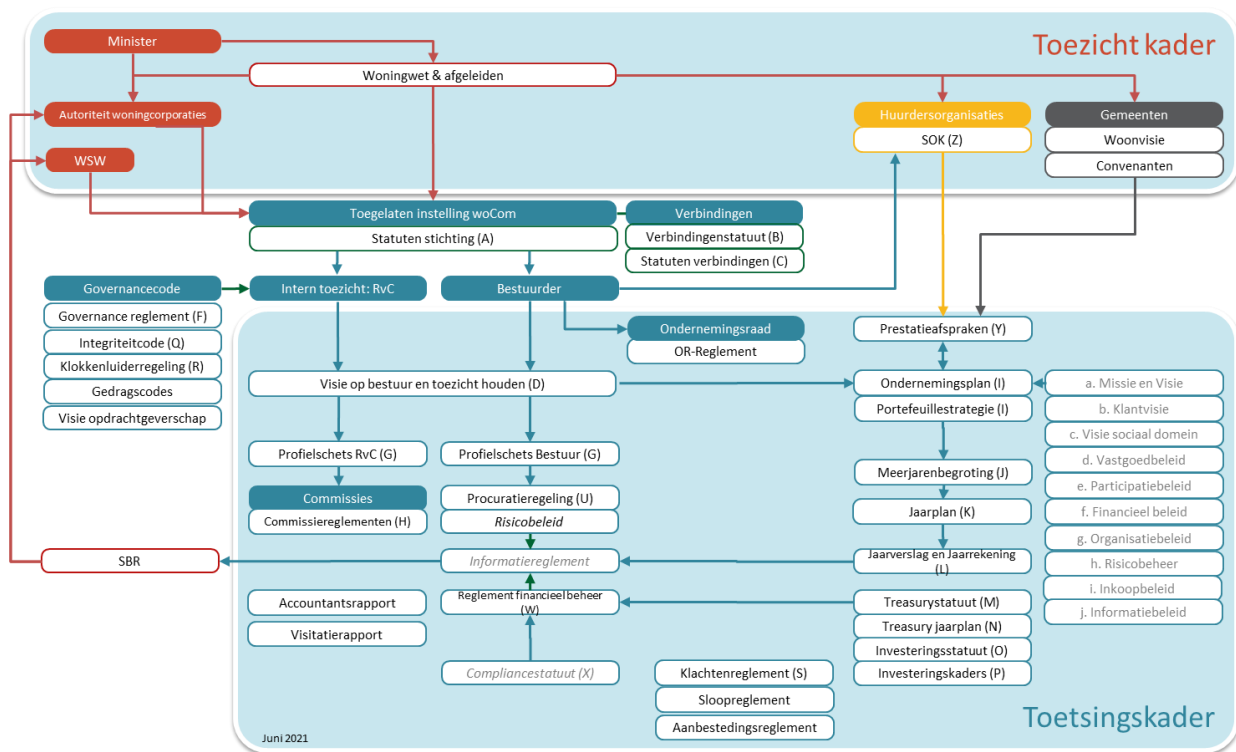 Toezicht kader
Minister
Woningwet & afgeleiden
Autoriteit woningcorporaties
WSW
Huurdersorganisaties
SOK (Z)
Gemeenten
Woonvisie
Convenanten
Toegelaten instelling woCom
Statuten stichting (A)
Verbindingen
Verbindingenstatuut (B)
Statuten verbindingen (C)
Governancecode
Governance reglement (F)
Integriteitcode (Q)
Klokkenluiderregeling (R)
Gedragscodes
Visie opdrachtgeverschap
Intern toezicht: RvC
Bestuurder
Ondernemingsraad
OR-Reglement
Prestatieafspraken (Y)
Visie op bestuur en toezicht houden (D)
Ondernemingsplan (I)
Portefeuillestrategie (I)
a. Missie en Visie
b. Klantvisie
c. Visie sociaal domein
d. Vastgoedbeleid
e. Participatiebeleid
f. Financieel beleid
g. Organisatiebeleid
h. Risicobeheer
i. Inkoopbeleid
j. Informatiebeleid
Profielschets RvC (G)
Profielschets Bestuur (G)
Meerjarenbegroting (J)
Commissies
Commissiereglementen (H)
Procuratieregeling (U)
Risicobeleid
Jaarplan (K)
SBR
Informatiereglement
Jaarverslag en Jaarrekening
(L)
Accountantsrapport
Visitatierapport
Reglement financieel beheer
(W)
Treasurystatuut (M)
Treasury jaarplan (N)
Investeringsstatuut (O)
Investeringskaders (P)
Compliancestatuut (X)
Klachtenreglement (S)
Sloopreglement
Aanbestedingsreglement
Toetsingskader
Juni 2021